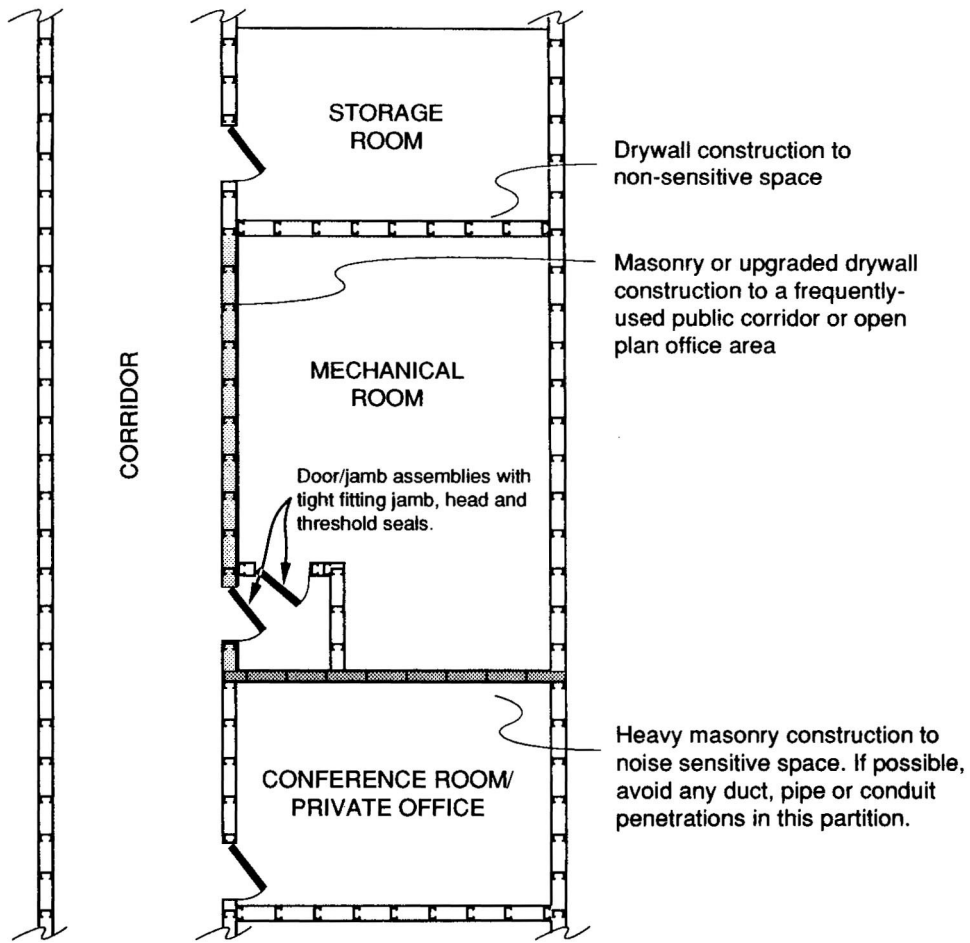 STORAGE
ROOM
Drywall construction to
non-sensitive space
Masonry or upgraded drywall
construction to a frequently-
used public corridor or open
plan office area
CORRIDOR
MECHANICAL
ROOM
Door/jamb assemblies with
tight fitting jamb, head and
threshold seals.
Heavy masonry construction to
noise sensitive space. If possible,
avoid any duct, pipe or conduit
penetrations in this partition.
CONFERENCE ROOM/
PRIVATE OFFICE